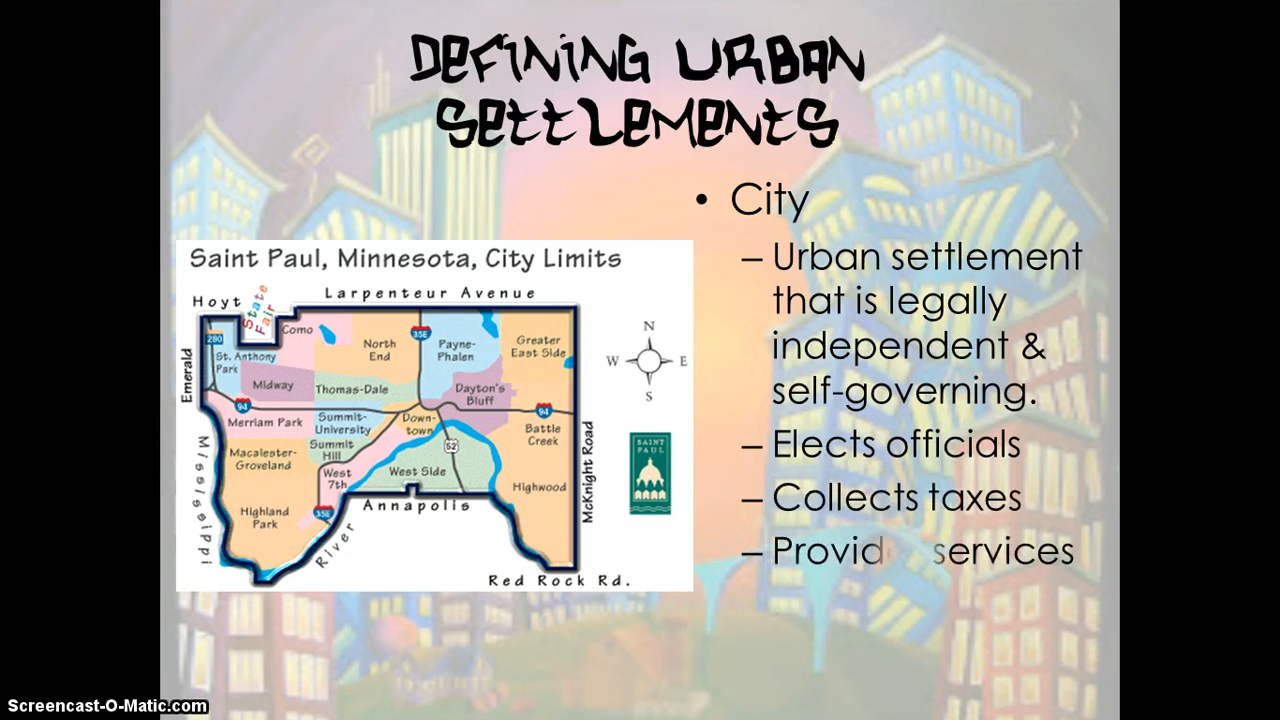 Defining Urban
Settlements
• City
– Urban settlement
that is legally
independent &
self-governing.
– Elects officials
– Collects taxes
– Provid services
Saint Paul, Minnesota, City Limits
Hoyt
State
Fair
Larpenteur Avenue
Como
280
35E
North
End
Payne-
Phalen
Greater
East Side
St. Anthony
Park
Emerald
Midway
Thomas-Dale
Dayton's
Bluff
94
94
Merriam Park
Summit-
University
Down-
town
Battle
Creek
Summit
Hill
52
Macalester-
Groveland
West
7th
West Side
Highwood
Highland
Park
35E
Annapolis
Mississippi
River
McKnight Road
Red Rock Rd.
N
W E
S
SAINT
PAUL
Screencast-O-Matic.com